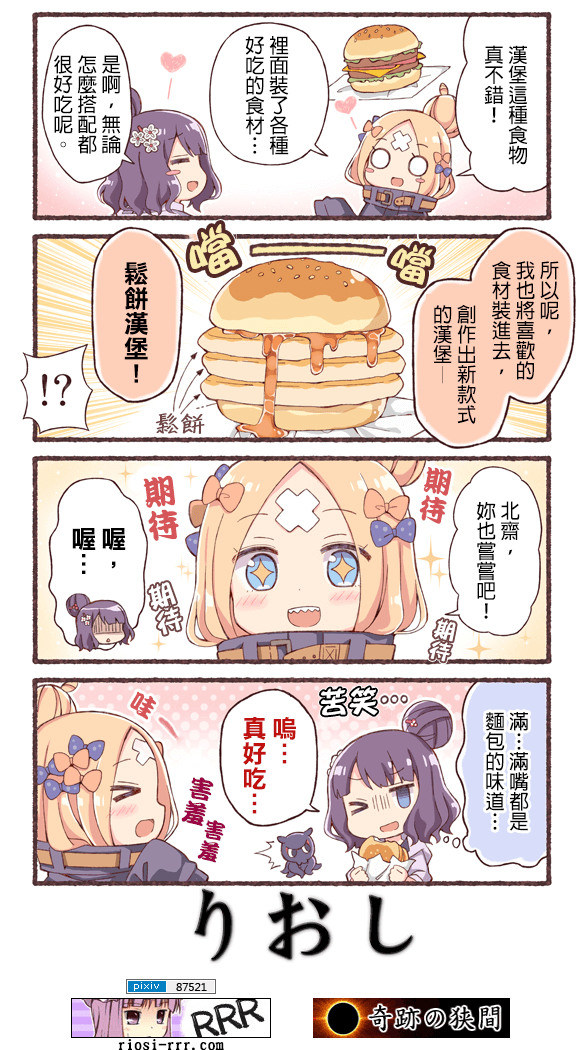 漢堡這種食物
真不錯！
裡面裝了各種
好吃的食材…
是啊，無論
怎麼搭配都
很好吃呢。
所以呢，
我也將喜歡的
食材裝進去，
創作出新款式
的漢堡—
噹
噹
鬆餅漢堡！
鬆餅
!?
北齋，
妳也嘗嘗吧！
期待
期待
期待
期待
喔，
喔…
滿…滿嘴都是
麵包的味道…
苦笑…
嗚…
真好吃…
哇—
害羞
害羞
りおし
pixiv 87521
RRR
riosi-rrr.com
奇跡の狭間